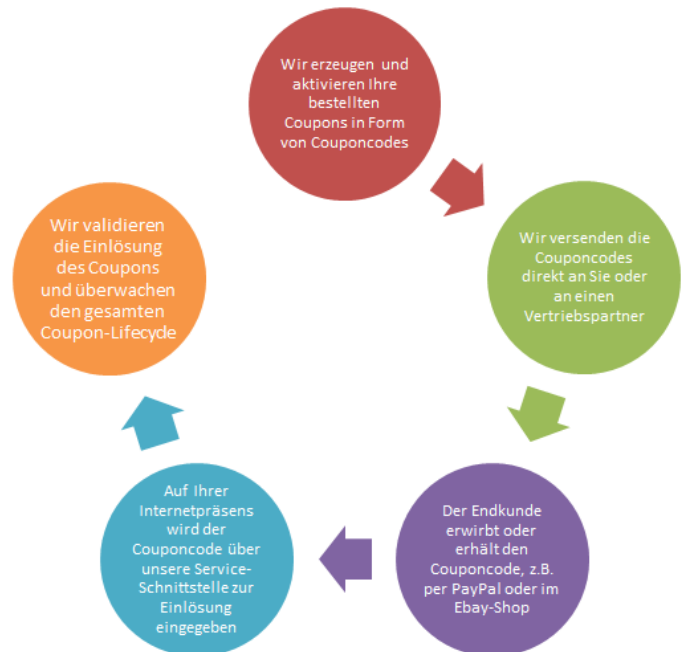 Wir erzeugen und
aktivieren Ihre
bestellten
Coupons in Form
von Couponcodes
Wir versenden die
Couponcodes
direkt an Sie oder
an einen
Vertriebspartner
Der Endkunde
erwirbt oder
erhält den
Couponcode, z.B.
per PayPal oder im
Ebay-Shop
Auf Ihrer
Internetpräsens
wird der
Couponcode über
unsere Service-
Schnittstelle zur
Einlösung
eingegeben
Wir validieren
die Einlösung
des Coupons
und überwachen
den gesamten
Coupon-Lifecyde